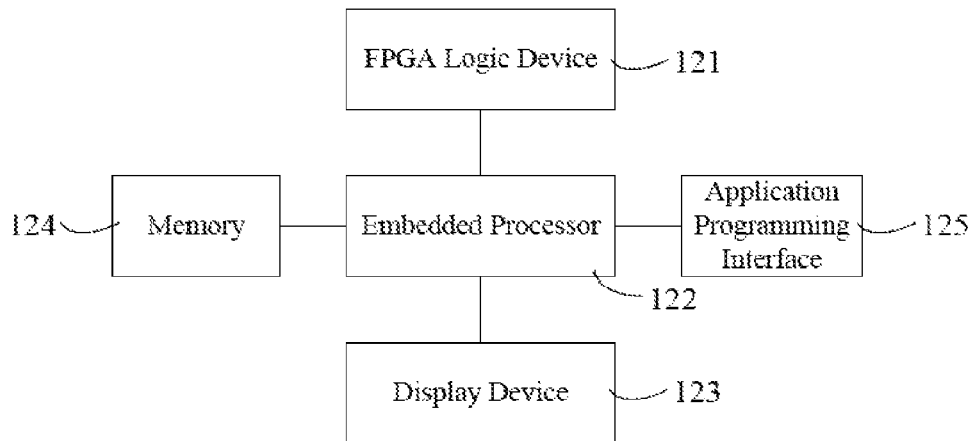 FPGA Logic Device
121
124
Memory
Embedded Processor
Application
Programming
Interface
125
122
Display Device
123